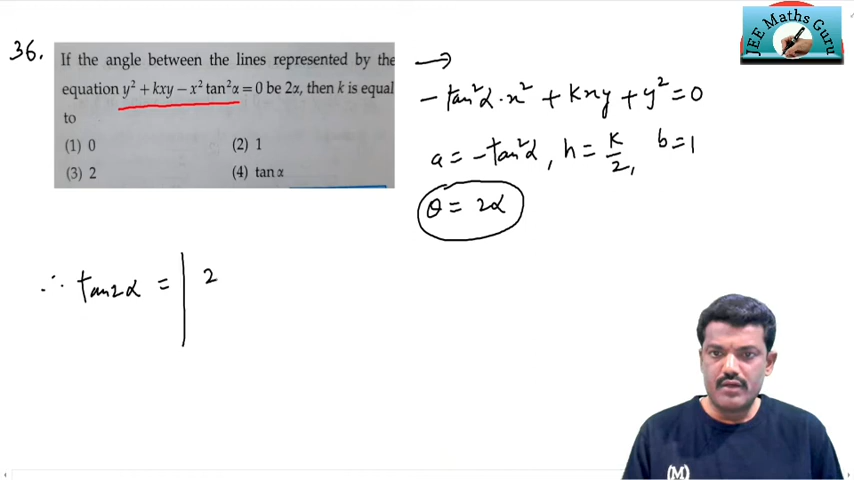 JEE Maths Guru
36.
If the angle between the lines represented by the
equation y² + kxy − x² tan²α = 0 be 2α, then k is equal
to
(1) 0 (2) 1
(3) 2 (4) tan α
→
− tan²α · x² + kxy + y² = 0
a = − tan²α, h = K/2, b = 1
θ = 2α
∴ tan2α = | 2
(M)